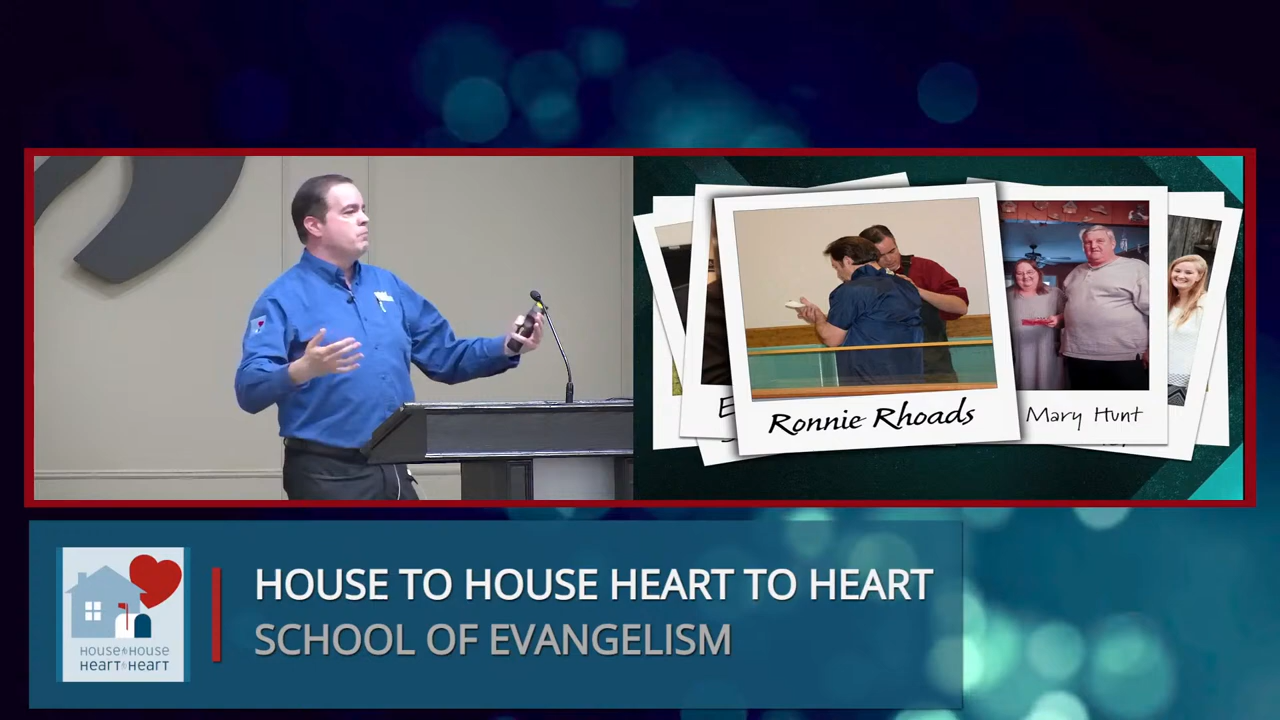 Ronnie Rhoads
Mary Hunt
HOUSE TO HOUSE HEART TO HEART
SCHOOL OF EVANGELISM
HOUSE TO HOUSE
HEART TO HEART